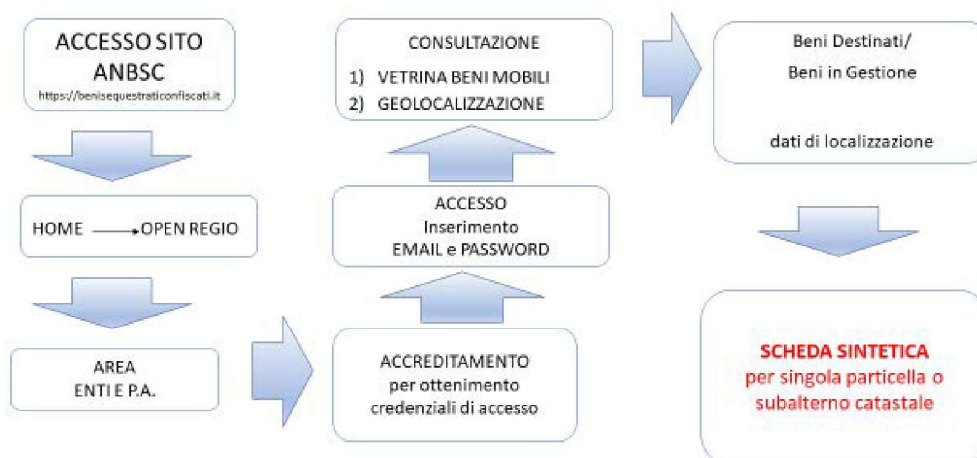 ACCESSO SITO
ANBSC
https://benisequestraticonfiscati.it
HOME → OPEN REGIO
AREA
ENTI E P.A.
ACCREDITAMENTO
per ottenimento
credenziali di accesso
ACCESSO
Inserimento
EMAIL e PASSWORD
CONSULTAZIONE
1) VETRINA BENI MOBILI
2) GEOLOCALIZZAZIONE
Beni Destinati/
Beni in Gestione
dati di localizzazione
SCHEDA SINTETICA
per singola particella o
subalterno catastale